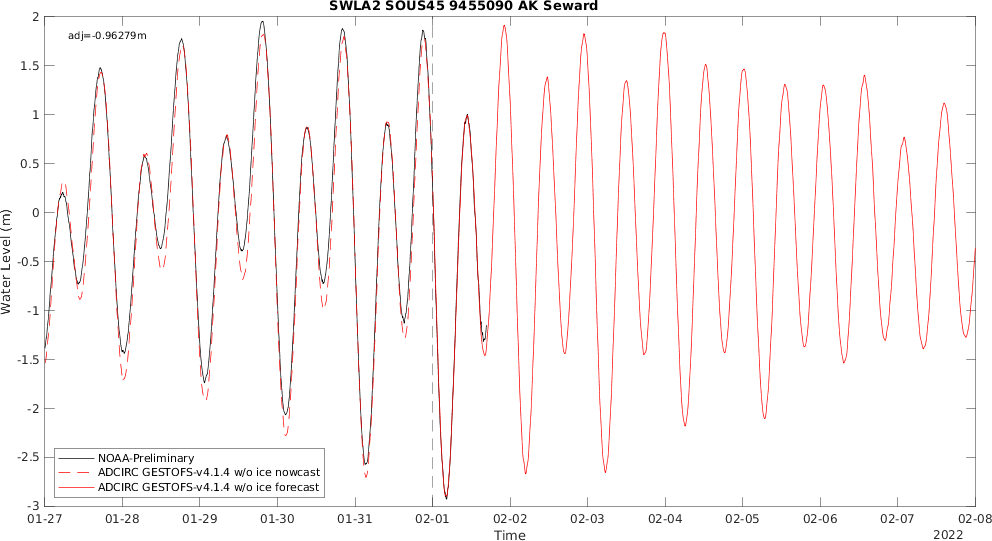 SWLA2 SOUS45 9455090 AK Seward
adj=-0.96279m
2
1.5
1
0.5
0
-0.5
-1
-1.5
-2
-2.5
-3
Water Level (m)
NOAA-Preliminary
ADCIRC GESTOFS-v4.1.4 w/o ice nowcast
ADCIRC GESTOFS-v4.1.4 w/o ice forecast
01-27 01-28 01-29 01-30 01-31 02-01 02-02 02-03 02-04 02-05 02-06 02-07 02-08
Time
2022